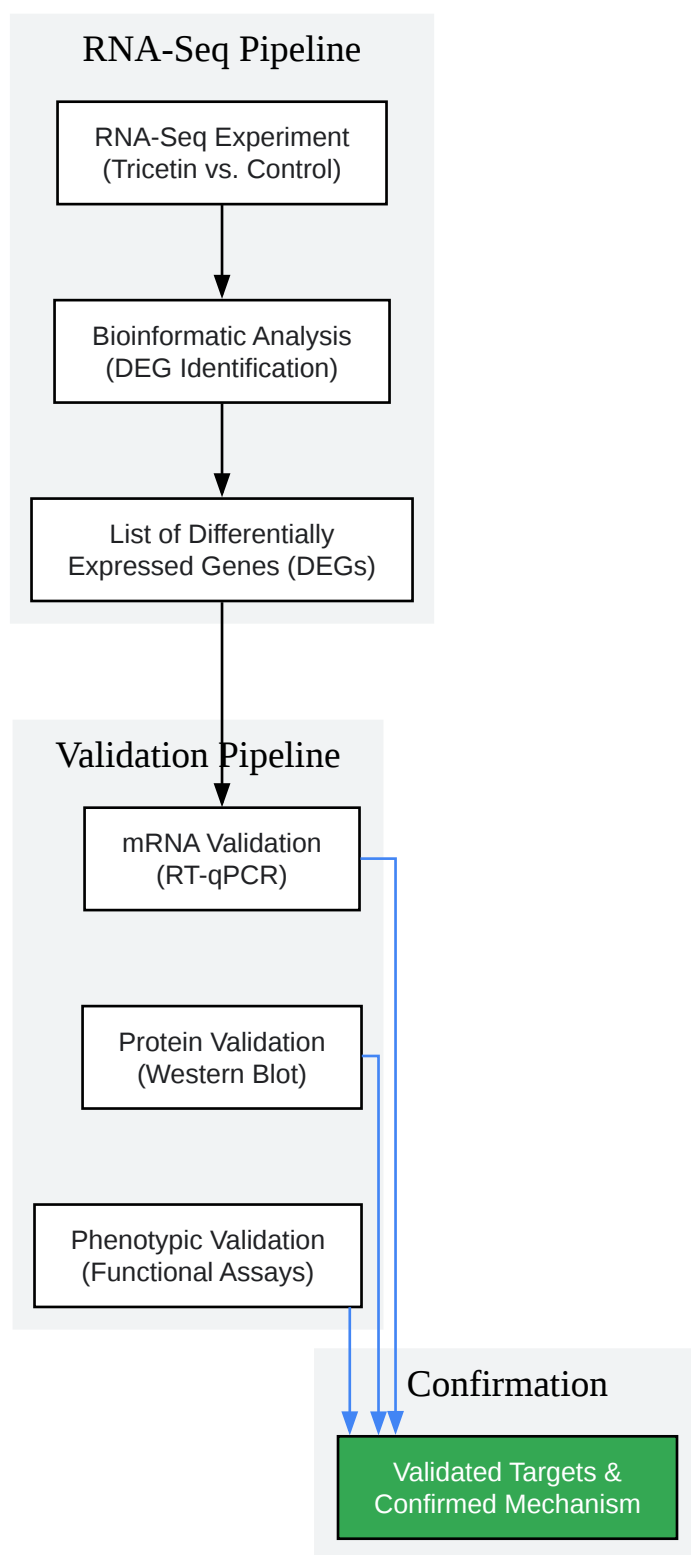 RNA-Seq Pipeline
RNA-Seq Experiment
(Tricetin vs. Control)
Bioinformatic Analysis
(DEG Identification)
List of Differentially
Expressed Genes (DEGs)
Validation Pipeline
mRNA Validation
(RT-qPCR)
Protein Validation
(Western Blot)
Phenotypic Validation
(Functional Assays)
Confirmation
Validated Targets &
Confirmed Mechanism